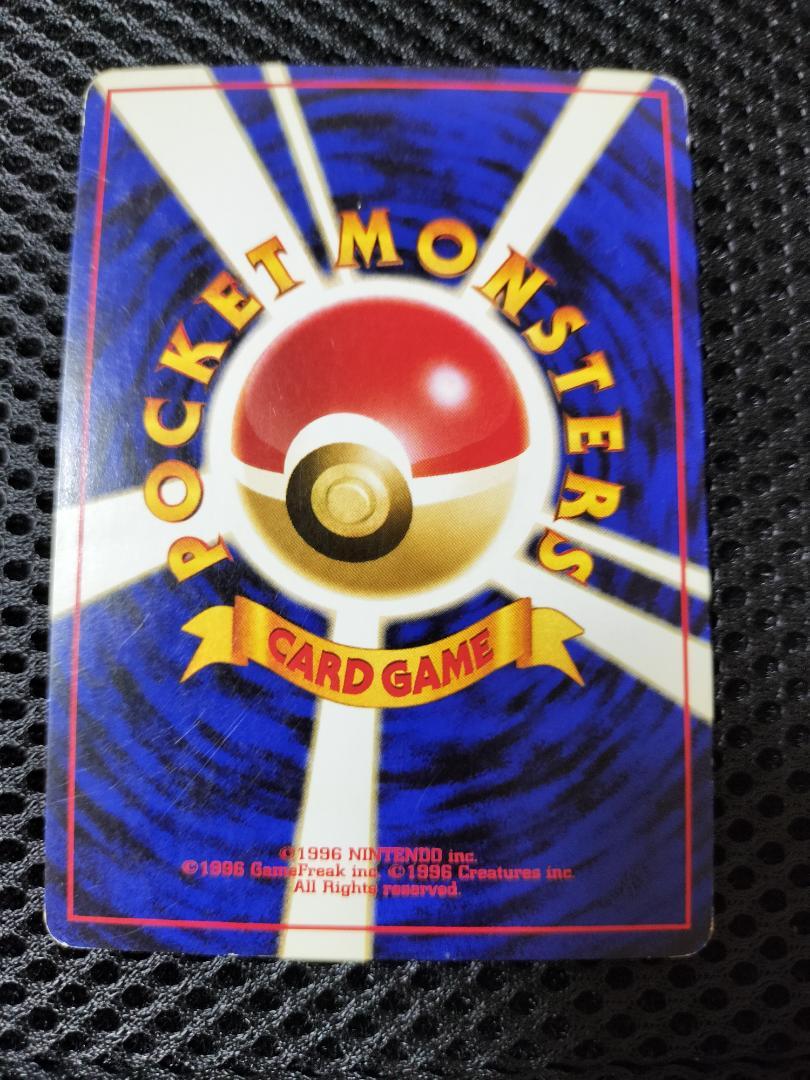 POCKET MONSTERS
CARD GAME
©1996 NINTENDO inc.
©1996 GameFreak inc. ©1996 Creatures inc.
All Rights reserved.